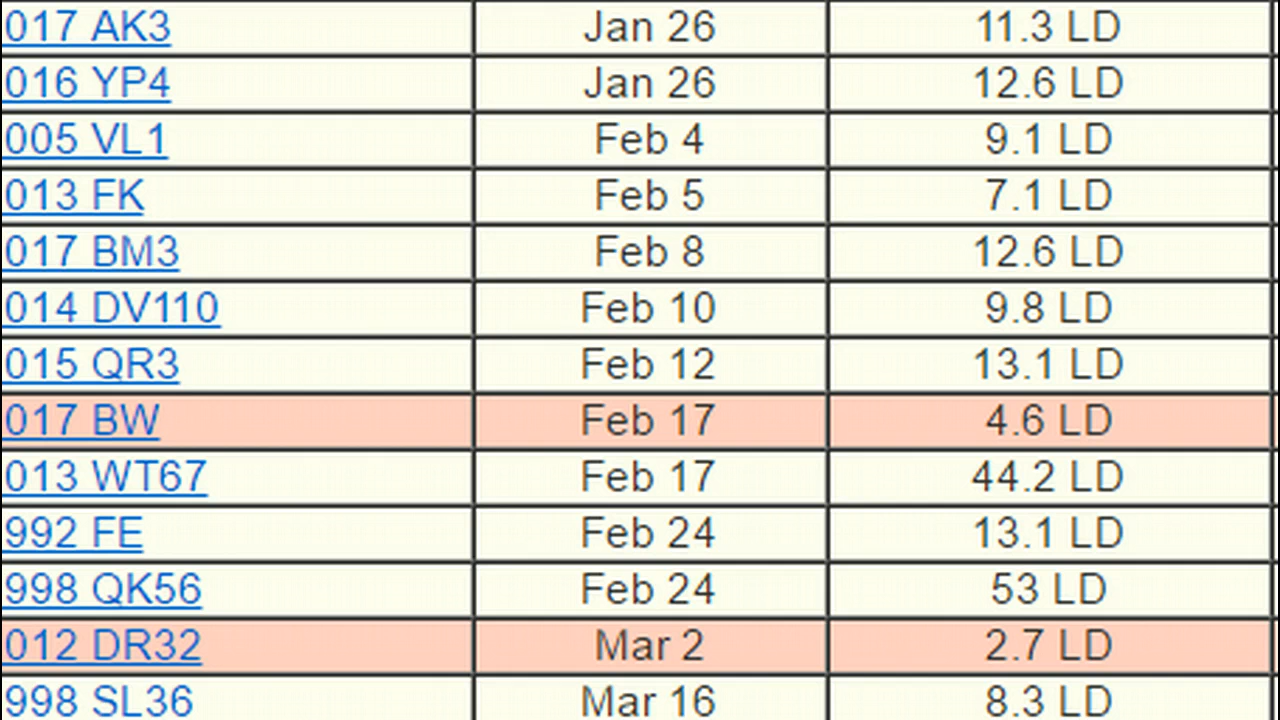 017 AK3 Jan 26 11.3 LD
016 YP4 Jan 26 12.6 LD
005 VL1 Feb 4 9.1 LD
013 FK Feb 5 7.1 LD
017 BM3 Feb 8 12.6 LD
014 DV110 Feb 10 9.8 LD
015 QR3 Feb 12 13.1 LD
017 BW Feb 17 4.6 LD
013 WT67 Feb 17 44.2 LD
992 FE Feb 24 13.1 LD
998 QK56 Feb 24 53 LD
012 DR32 Mar 2 2.7 LD
998 SL36 Mar 16 8.3 LD